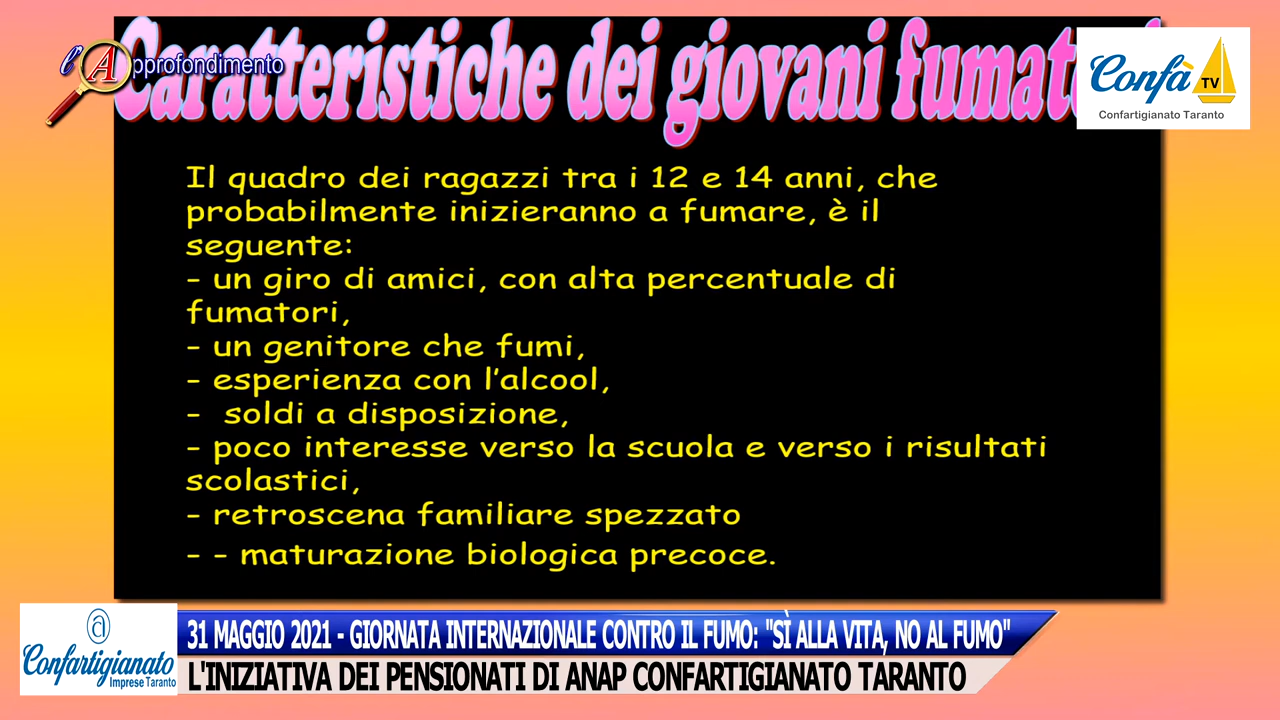 Caratteristiche dei giovani
l'Approfondimento
Confà TV
Confartigianato Taranto
Il quadro dei ragazzi tra i 12 e 14 anni, che
probabilmente inizieranno a fumare, è il
seguente:
- un giro di amici, con alta percentuale di
fumatori,
- un genitore che fumi,
- esperienza con l'alcool,
-  soldi a disposizione,
- poco interesse verso la scuola e verso i risultati
scolastici,
- retroscena familiare spezzato
- - maturazione biologica precoce.
@
Confartigianato
Imprese Taranto
31 MAGGIO 2021 - GIORNATA INTERNAZIONALE CONTRO IL FUMO: "SÌ ALLA VITA, NO AL FUMO"
L'INIZIATIVA DEI PENSIONATI DI ANAP CONFARTIGIANATO TARANTO